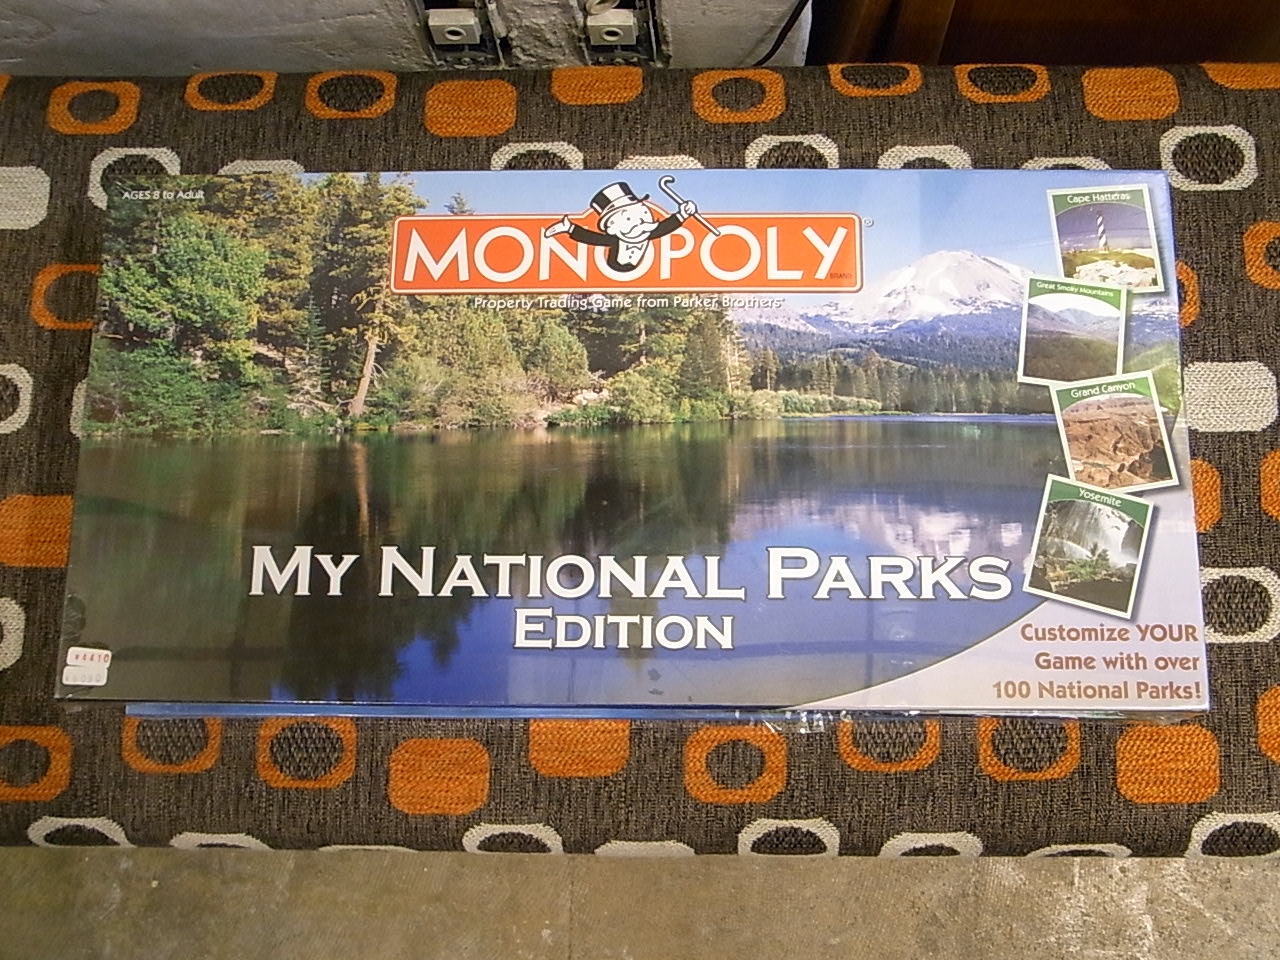 AGES 8 to Adult
MONOPOLY
®
BRAND
Property Trading Game from Parker Brothers
Cape Hatteras
Great Smoky Mountains
Grand Canyon
Yosemite
MY NATIONAL PARKS
EDITION
Customize YOUR
Game with over
100 National Parks!